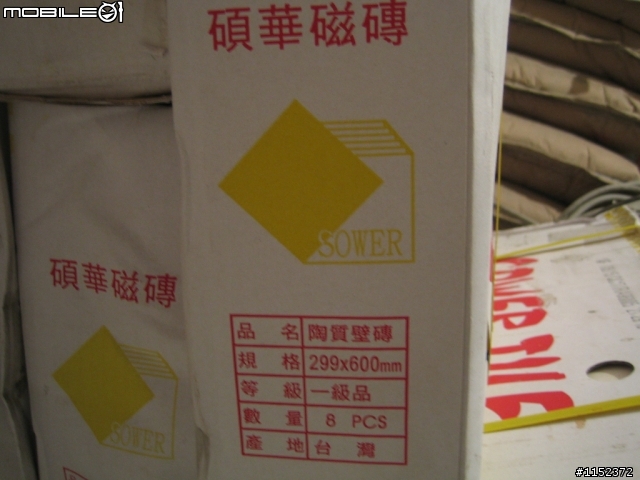 MOBILE01
碩華磁磚
SOWER
品名 陶質壁磚
規格 299x600mm
等級 一級品
數量 8 PCS
產地 台灣
碩華磁磚
SOWER
#1152372